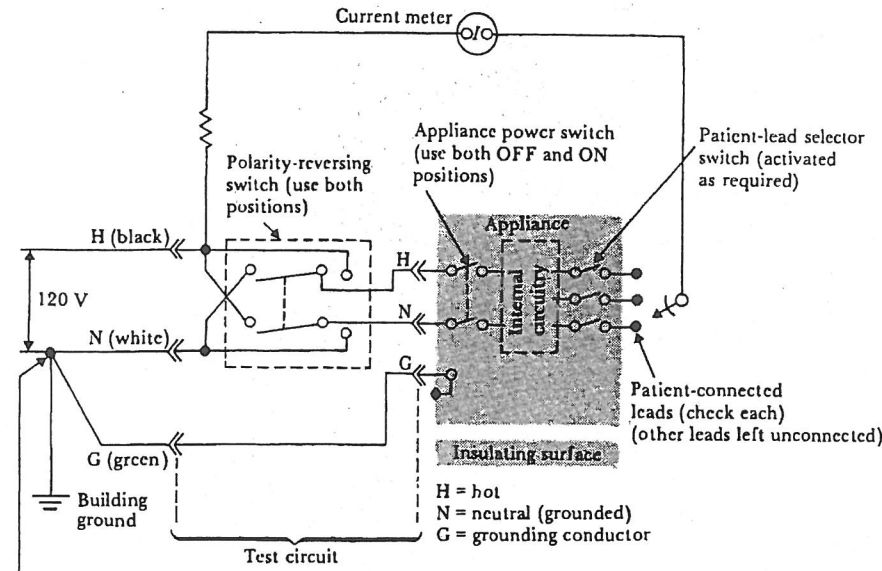 Current meter
Appliance power switch
(use both OFF and ON
positions)
Patient-lead selector
switch (activated
as required)
Polarity-reversing
switch (use both
positions)
Appliance
H (black)
H
120 V
Internal
circuitry
N
N (white)
G
Patient-connected
leads (check each)
(other leads left unconnected)
G (green)
Insulating surface
Building
ground
H = hot
N = neutral (grounded)
G = grounding conductor
Test circuit